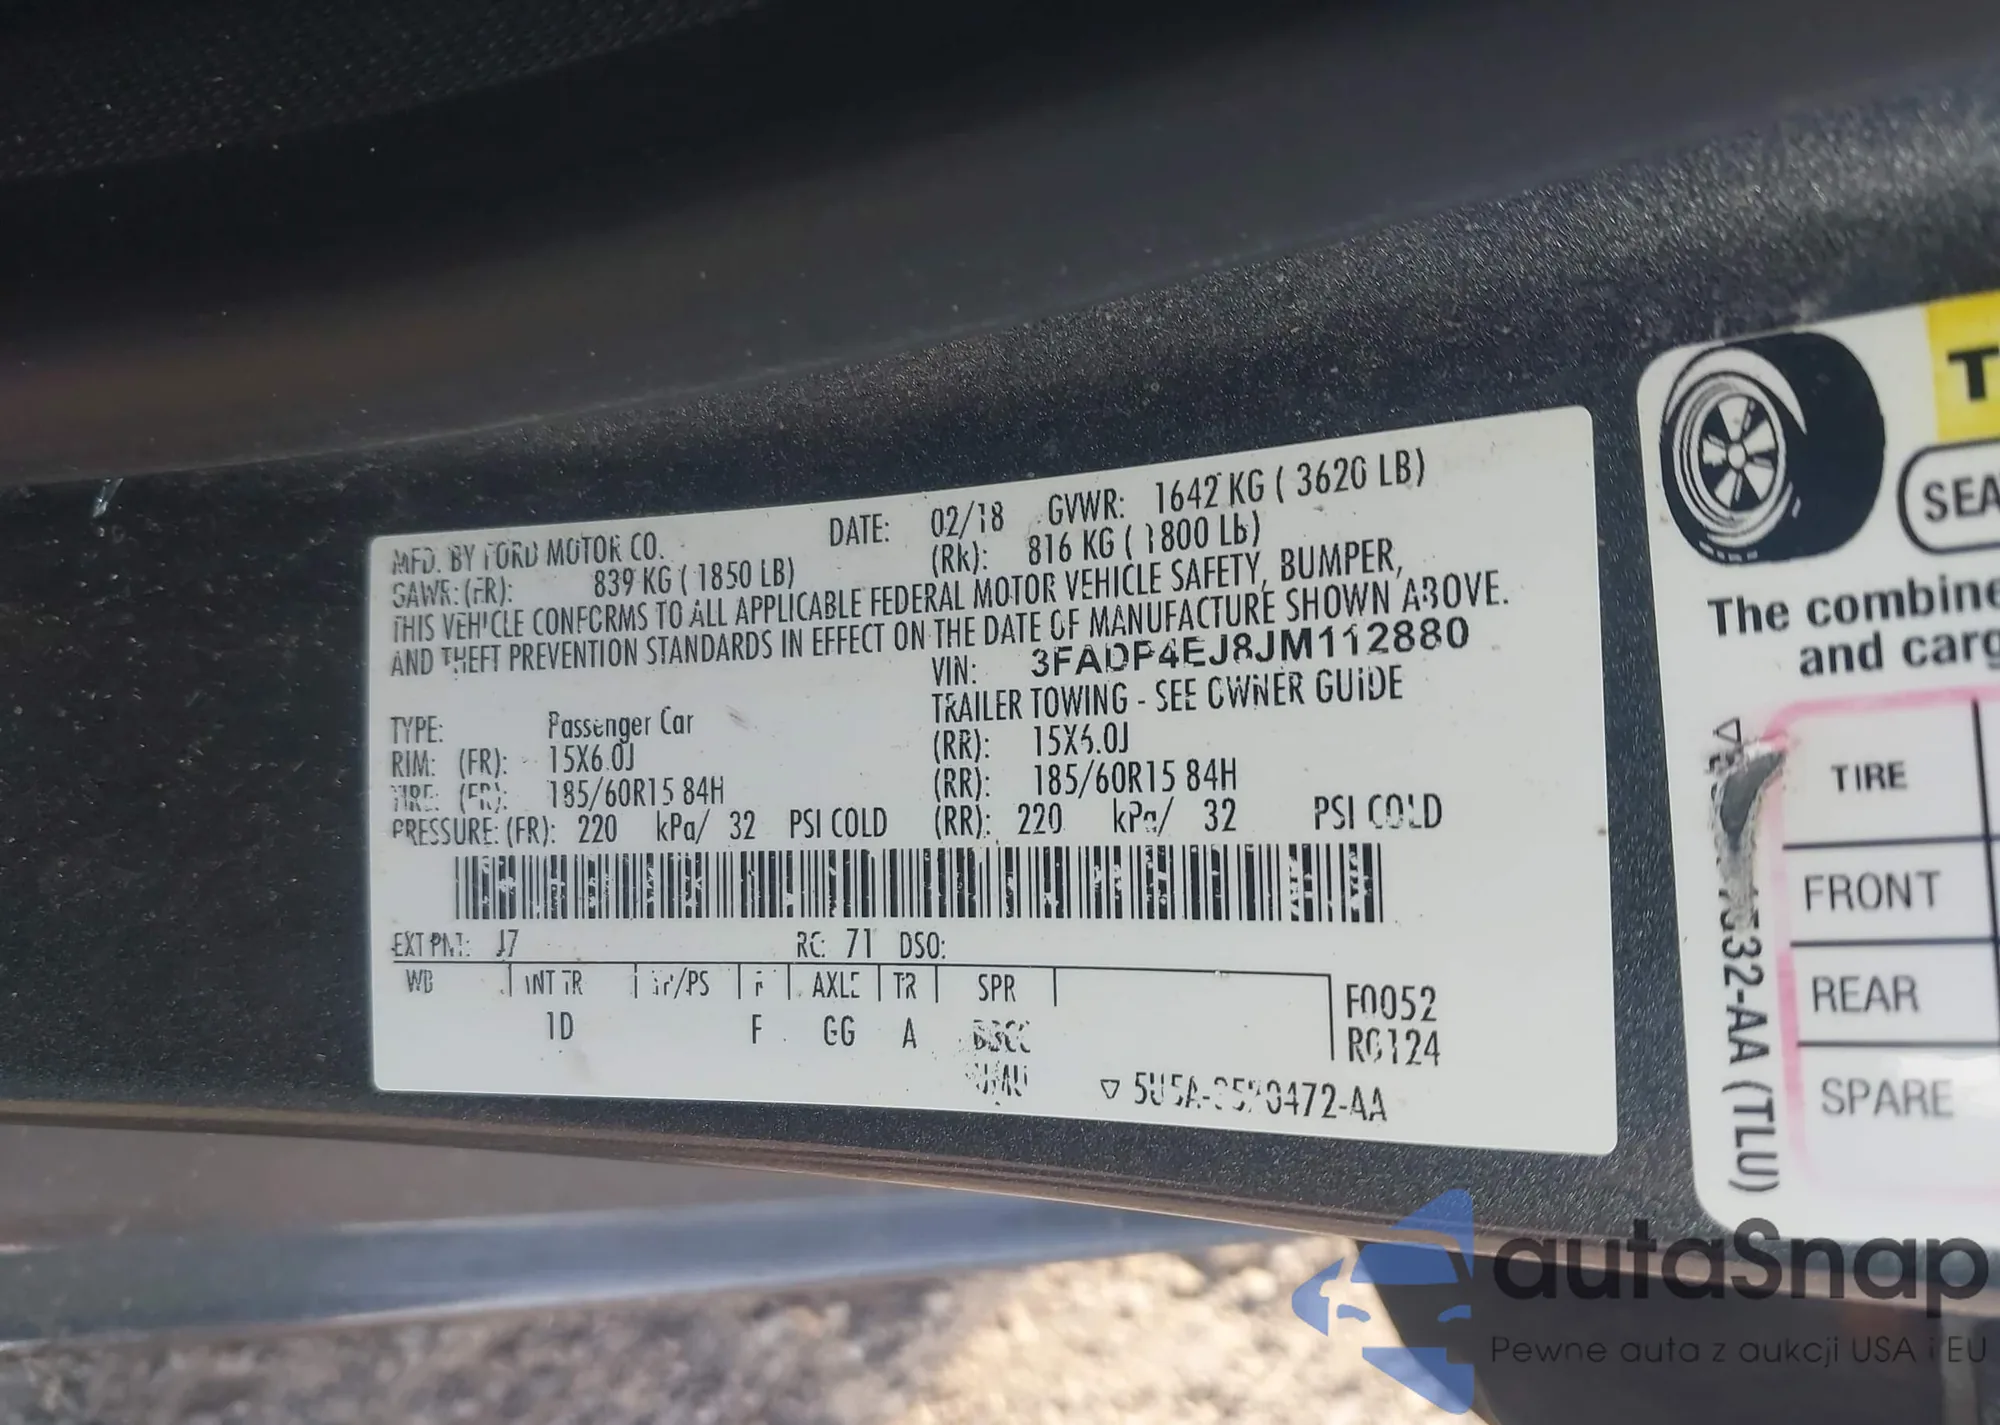 MFD. BY FORD MOTOR CO. DATE: 02/18 GVWR: 1642 KG ( 3620 LB)
GAWR: (FR): 839 KG ( 1850 LB) (RR): 816 KG ( 1800 LB)
THIS VEHICLE CONFORMS TO ALL APPLICABLE FEDERAL MOTOR VEHICLE SAFETY, BUMPER,
AND THEFT PREVENTION STANDARDS IN EFFECT ON THE DATE OF MANUFACTURE SHOWN ABOVE.
VIN: 3FADP4EJ8JM112880
TYPE: Passenger Car TRAILER TOWING - SEE OWNER GUIDE
RIM: (FR): 15X6.0J (RR): 15X6.0J
TIRE: (FR): 185/60R15 84H (RR): 185/60R15 84H
PRESSURE: (FR): 220 kPa/ 32 PSI COLD (RR): 220 kPa/ 32 PSI COLD
EXT PNT: J7 RC: 71 DSO:
WB INT TR TP/PS R AXLE TR SPR
1D F GG A
F0052
RG124
SEA
The combine
and carg
TIRE
FRONT
REAR
SPARE
532-AA (TLU)
autaSnap
Pewne auta z aukcji USA i EU